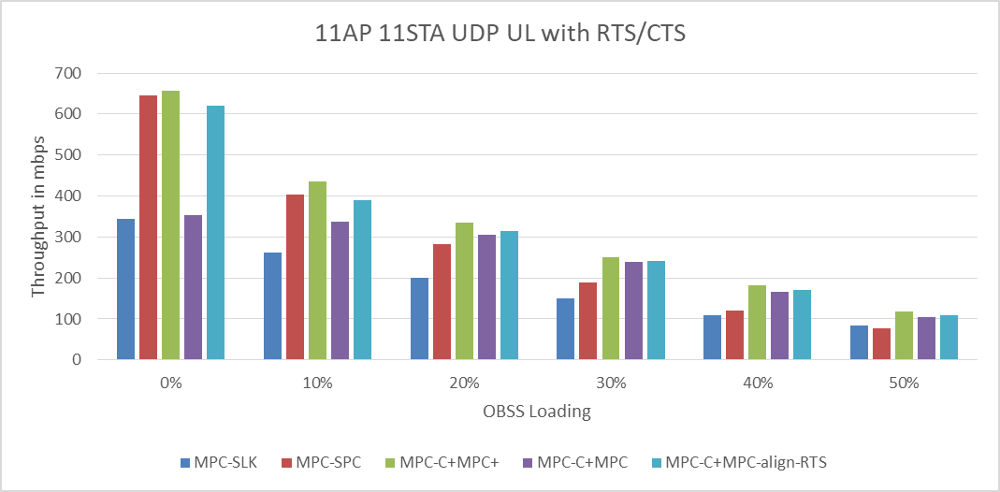 11AP 11STA UDP UL with RTS/CTS
700
600
500
400
300
200
100
0
Throughput in mbps
0% 10% 20% 30% 40% 50%
OBSS Loading
MPC-SLK MPC-SPC MPC-C+MPC+ MPC-C+MPC MPC-C+MPC-align-RTS